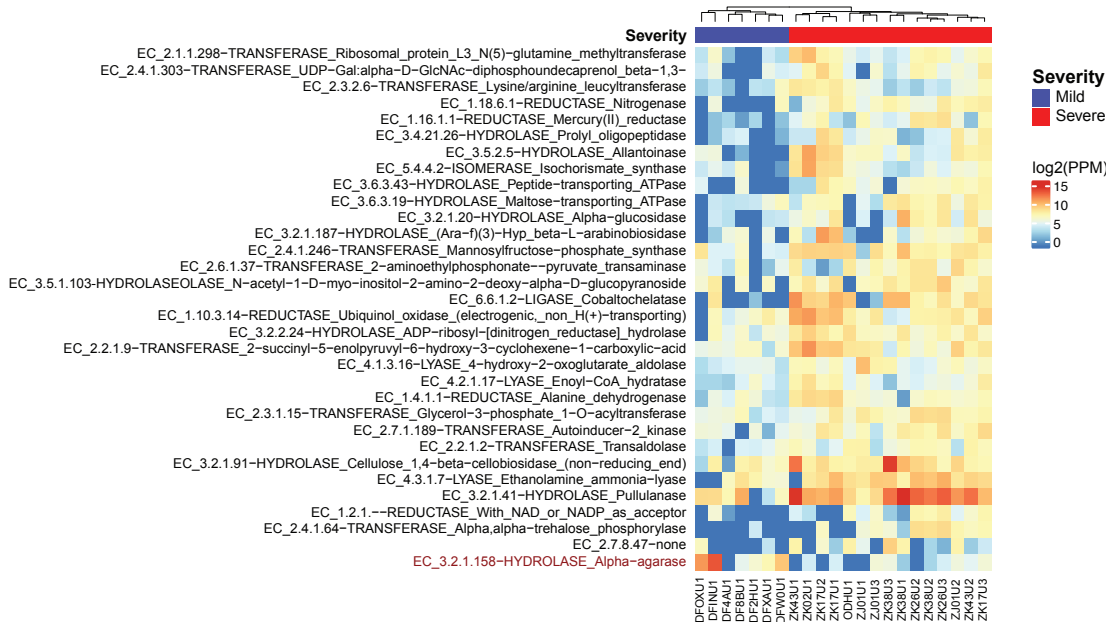 Severity
EC_2.1.1.298−TRANSFERASE_Ribosomal_protein_L3_N(5)−glutamine_methyltransferase
EC_2.4.1.303−TRANSFERASE_UDP−Gal:alpha−D−GlcNAc−diphosphoundecaprenol_beta−1,3−
EC_2.3.2.6−TRANSFERASE_Lysine/arginine_leucyltransferase
EC_1.18.6.1−REDUCTASE_Nitrogenase
EC_1.16.1.1−REDUCTASE_Mercury(II)_reductase
EC_3.4.21.26−HYDROLASE_Prolyl_oligopeptidase
EC_3.5.2.5−HYDROLASE_Allantoinase
EC_5.4.4.2−ISOMERASE_Isochorismate_synthase
EC_3.6.3.43−HYDROLASE_Peptide−transporting_ATPase
EC_3.6.3.19−HYDROLASE_Maltose−transporting_ATPase
EC_3.2.1.20−HYDROLASE_Alpha−glucosidase
EC_3.2.1.187−HYDROLASE_(Ara−f)(3)−Hyp_beta−L−arabinobiosidase
EC_2.4.1.246−TRANSFERASE_Mannosylfructose−phosphate_synthase
EC_2.6.1.37−TRANSFERASE_2−aminoethylphosphonate−−pyruvate_transaminase
EC_3.5.1.103-HYDROLASEOLASE_N−acetyl−1−D−myo−inositol−2−amino−2−deoxy−alpha−D−glucopyranoside
EC_6.6.1.2−LIGASE_Cobaltochelatase
EC_1.10.3.14−REDUCTASE_Ubiquinol_oxidase_(electrogenic,_non_H(+)−transporting)
EC_3.2.2.24−HYDROLASE_ADP−ribosyl−[dinitrogen_reductase]_hydrolase
EC_2.2.1.9−TRANSFERASE_2−succinyl−5−enolpyruvyl−6−hydroxy−3−cyclohexene−1−carboxylic−acid
EC_4.1.3.16−LYASE_4−hydroxy−2−oxoglutarate_aldolase
EC_4.2.1.17−LYASE_Enoyl−CoA_hydratase
EC_1.4.1.1−REDUCTASE_Alanine_dehydrogenase
EC_2.3.1.15−TRANSFERASE_Glycerol−3−phosphate_1−O−acyltransferase
EC_2.7.1.189−TRANSFERASE_Autoinducer−2_kinase
EC_2.2.1.2−TRANSFERASE_Transaldolase
EC_3.2.1.91−HYDROLASE_Cellulose_1,4−beta−cellobiosidase_(non−reducing_end)
EC_4.3.1.7−LYASE_Ethanolamine_ammonia−lyase
EC_3.2.1.41−HYDROLASE_Pullulanase
EC_1.2.1.−−REDUCTASE_With_NAD_or_NADP_as_acceptor
EC_2.4.1.64−TRANSFERASE_Alpha,alpha−trehalose_phosphorylase
EC_2.7.8.47−none
EC_3.2.1.158−HYDROLASE_Alpha−agarase
DFOXU1
DFINU1
DF4AU1
DF8BU1
DF2HU1
DFXAU1
DFW0U1
ZK43U1
ZK02U1
ZK17U2
ZK17U1
ODHU1
ZJ01U1
ZJ01U3
ZK38U3
ZK38U1
ZK26U2
ZK38U2
ZK26U3
ZJ01U2
ZK43U2
ZK17U3
Severity
Mild
Severe
log2(PPM)
15
10
5
0